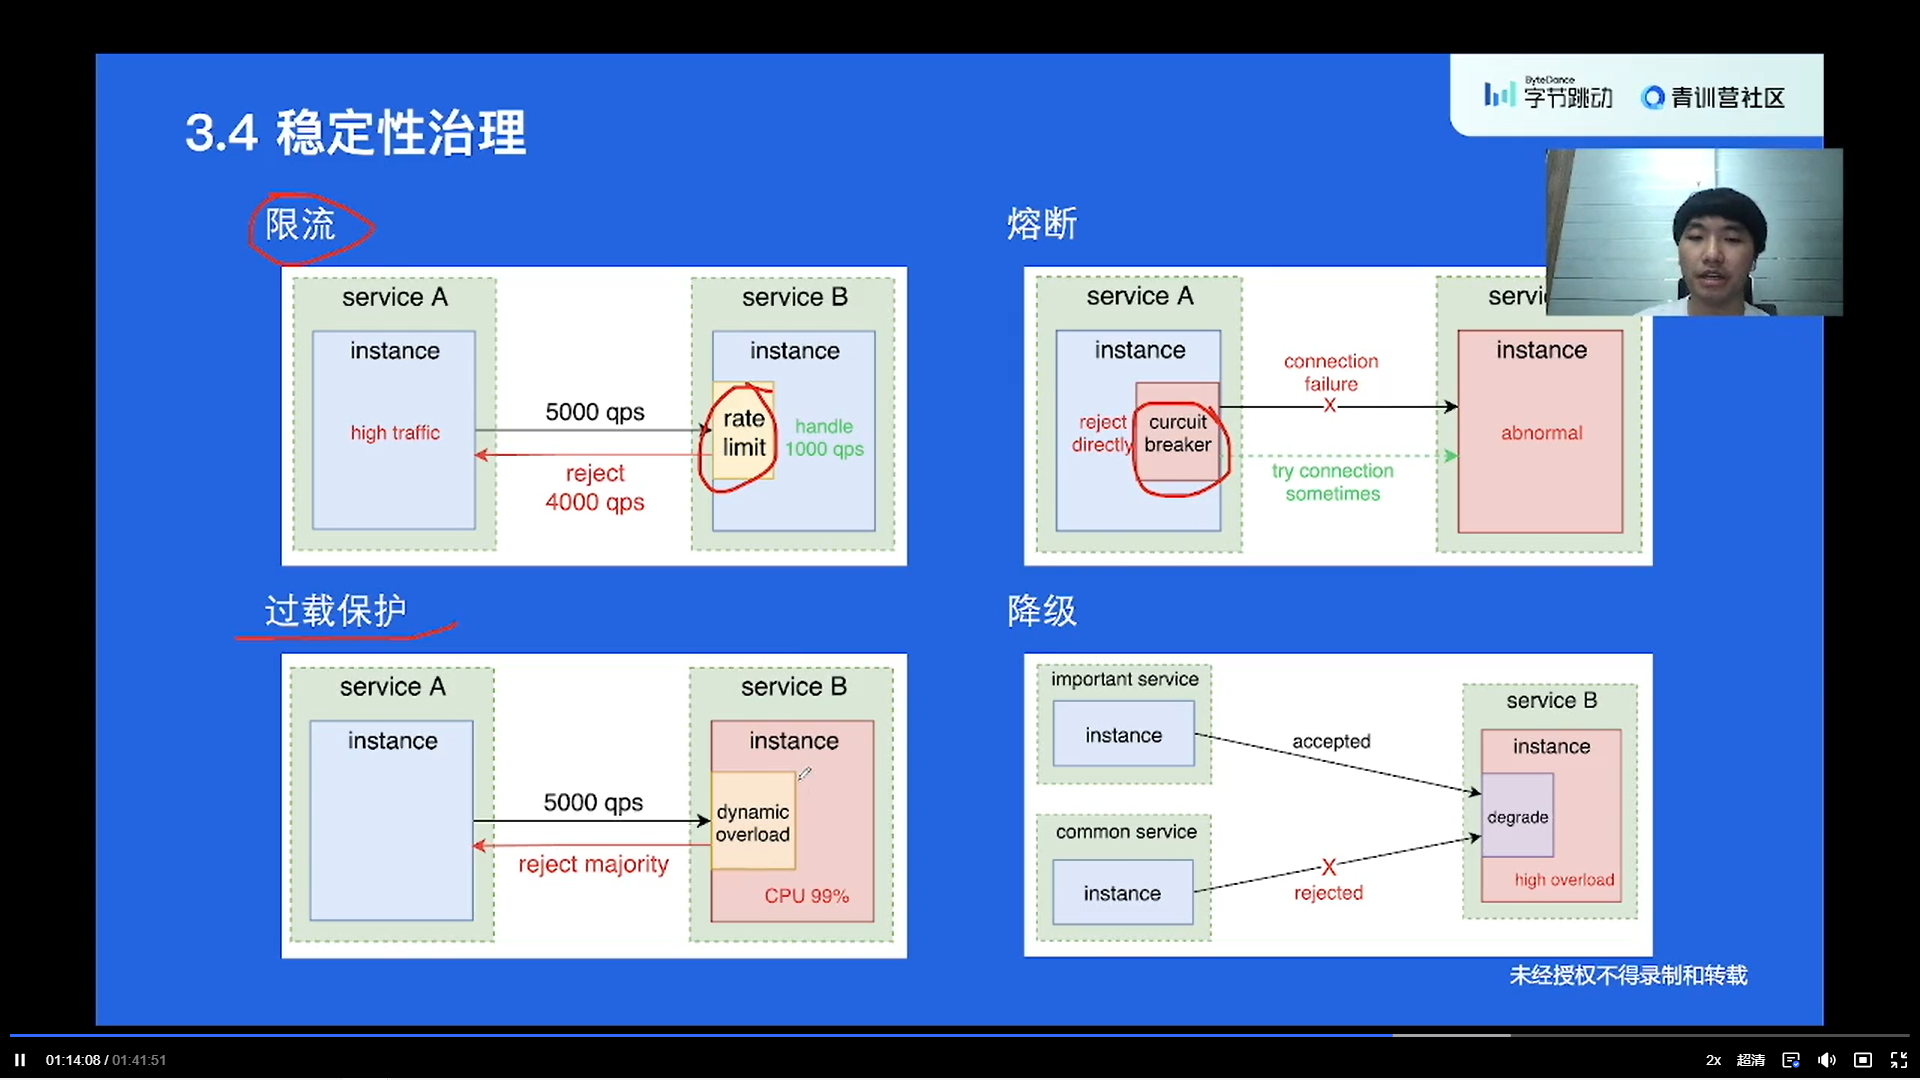 ByteDance
字节跳动
青训营社区
3.4 稳定性治理
限流
service A
instance
high traffic
5000 qps
reject
4000 qps
service B
instance
rate
limit
handle
1000 qps
熔断
service A
instance
reject
directly
curcuit
breaker
connection
failure
X
try connection
sometimes
servi
instance
abnormal
过载保护
service A
instance
5000 qps
reject majority
service B
instance
dynamic
overload
CPU 99%
降级
important service
instance
accepted
common service
instance
X
rejected
service B
instance
degrade
high overload
未经授权不得录制和转载
01:14:08 / 01:41:51
2x 超清